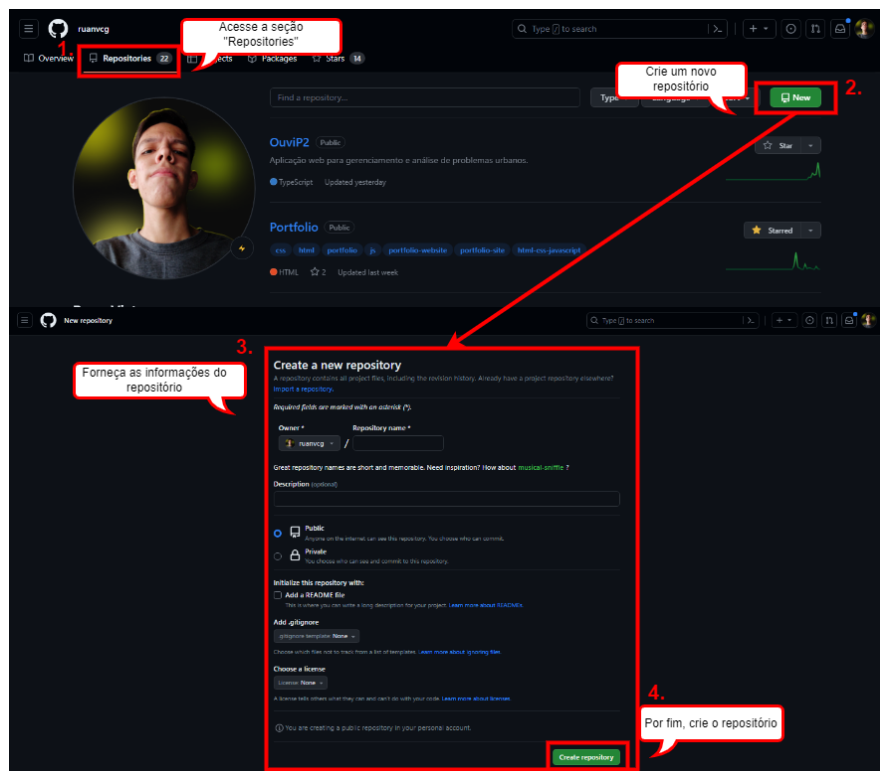 ruanvcg
Type / to search
1.
Acesse a seção
"Repositories"
Overview
Repositories 22
Packages
Stars 14
Crie um novo
repositório
2.
Find a repository...
Type
New
OuviP2 Public
Star
Aplicação web para gerenciamento e análise de problemas urbanos.
TypeScript Updated yesterday
Portfolio Public
Starred
css html portfolio js portfolio-website portfolio-site html-css-javascript
HTML 2 Updated last week
New repository
Type / to search
3.
Forneça as informações do
repositório
Create a new repository
A repository contains all project files, including the revision history. Already have a project repository elsewhere?
Import a repository.
Required fields are marked with an asterisk (*).
Owner * Repository name *
ruanvcg /
Great repository names are short and memorable. Need inspiration? How about musical-sniffle ?
Description (optional)
Public
Anyone on the internet can see this repository. You choose who can commit.
Private
You choose who can see and commit to this repository.
Initialize this repository with:
Add a README file
This is where you can write a long description for your project. Learn more about READMEs.
Add .gitignore
.gitignore template: None
Choose which files not to track from a list of templates. Learn more about ignoring files.
Choose a license
License: None
A license tells others what they can and can't do with your code. Learn more about licenses.
You are creating a public repository in your personal account.
4.
Por fim, crie o repositório
Create repository